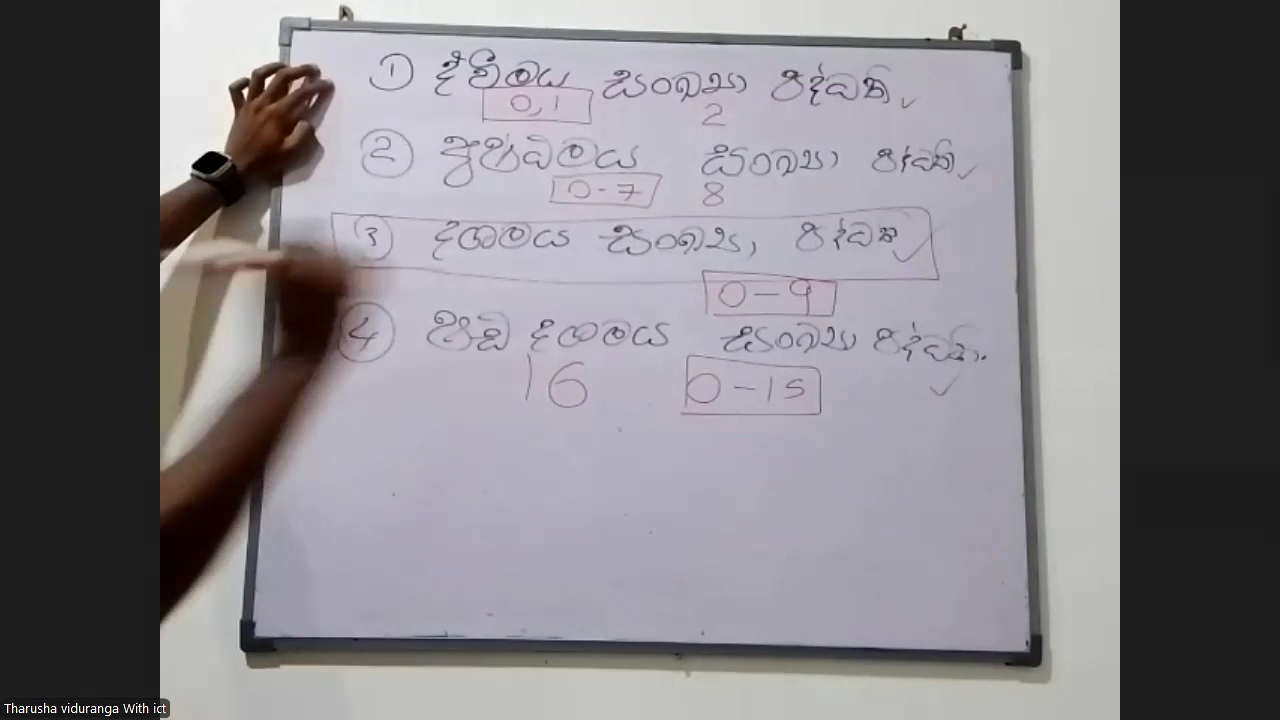 ① ද්වීමය සංඛ්‍යා පද්ධති
0,1 2
② අෂ්ඨමය සංඛ්‍යා පද්ධති
0-7 8
③ දශමය සංඛ්‍යා පද්ධති
0-9
④ ෂඩ් දශමය සංඛ්‍යා පද්ධති.
16 0-15
Tharusha viduranga With ict